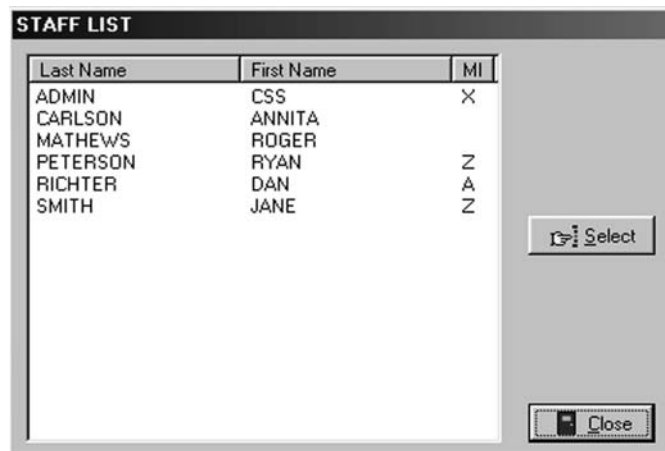 STAFF LIST
Last Name First Name MI
ADMIN CSS X
CARLSON ANNITA
MATHEWS ROGER
PETERSON RYAN Z
RICHTER DAN A
SMITH JANE Z
Select
Close